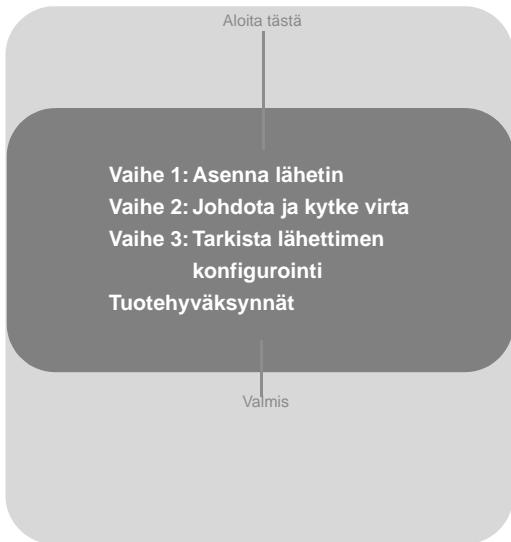 Aloita tästä
Vaihe 1: Asenna lähetin
Vaihe 2: Johdota ja kytke virta
Vaihe 3: Tarkista lähettimen
konfigurointi
Tuotehyväksynnät
Valmis